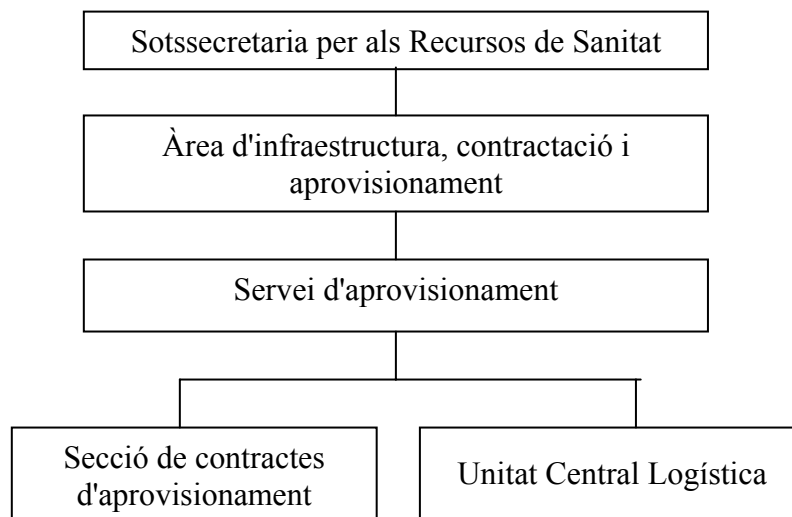 Sotssecretaria per als Recursos de Sanitat
Àrea d'infraestructura, contractació i
aprovisionament
Servei d'aprovisionament
Secció de contractes
d'aprovisionament
Unitat Central Logística